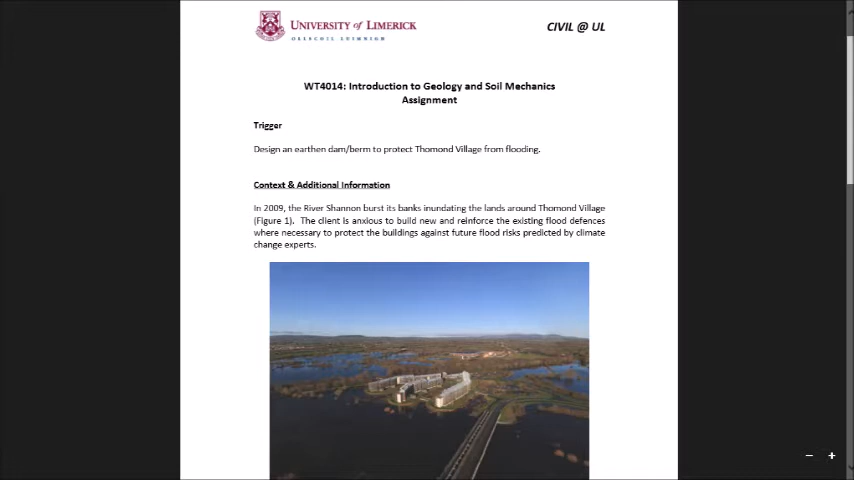 UNIVERSITY of LIMERICK
OLLSCOIL LUIMNIGH
CIVIL @ UL
WT4014: Introduction to Geology and Soil Mechanics
Assignment
Trigger
Design an earthen dam/berm to protect Thomond Village from flooding.
Context & Additional Information
In 2009, the River Shannon burst its banks inundating the lands around Thomond Village
(Figure 1). The client is anxious to build new and reinforce the existing flood defences
where necessary to protect the buildings against future flood risks predicted by climate
change experts.